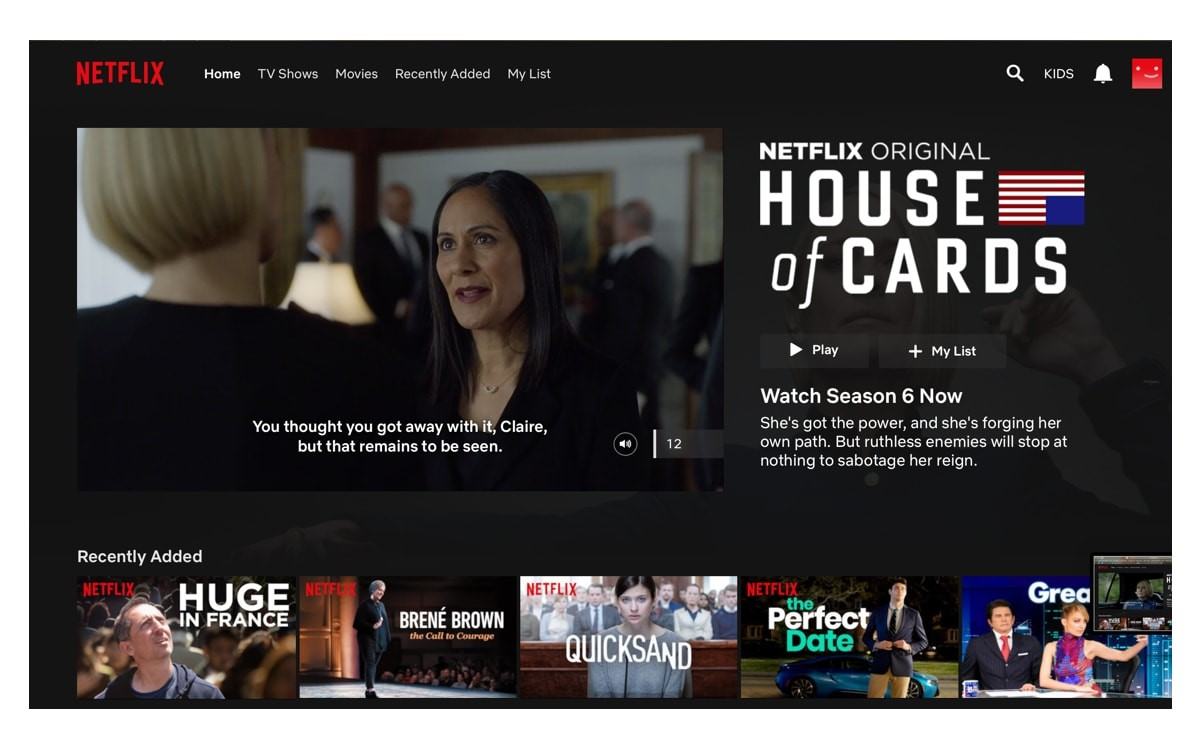 NETFLIX
Home TV Shows Movies Recently Added My List
KIDS
NETFLIX ORIGINAL
HOUSE
of CARDS
Play
My List
Watch Season 6 Now
She's got the power, and she's forging her
own path. But ruthless enemies will stop at
nothing to sabotage her reign.
You thought you got away with it, Claire,
but that remains to be seen.
12
Recently Added
NETFLIX
HUGE
IN FRANCE
NETFLIX
BRENÉ BROWN
the Call to Courage
NETFLIX
QUICKSAND
NETFLIX
the
Perfect
Date
Grea